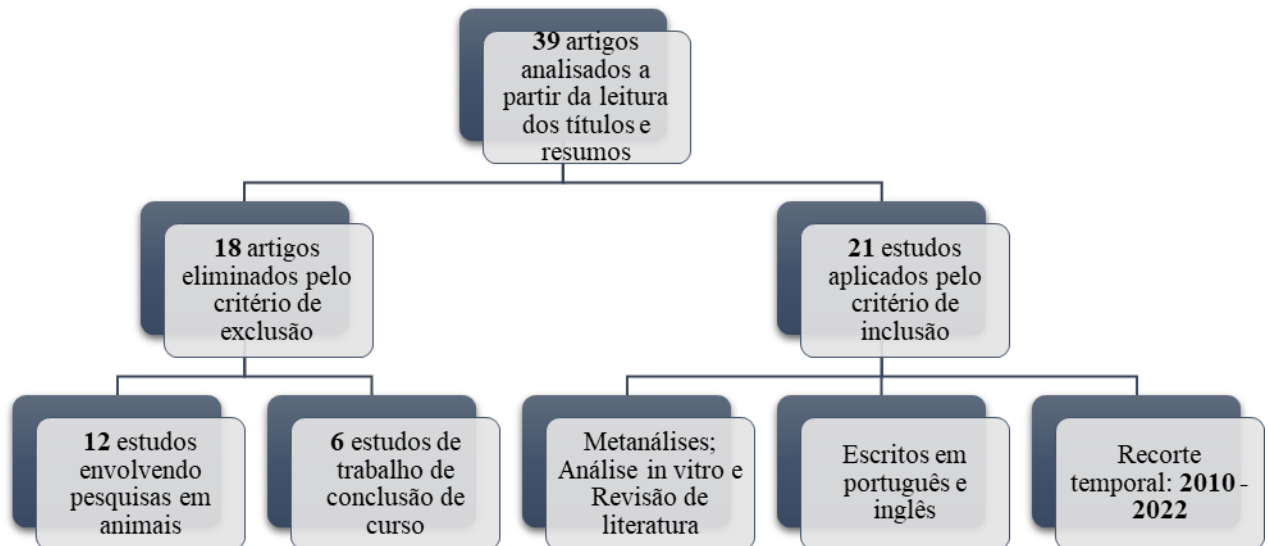 39 artigos
analisados a
partir da leitura
dos títulos e
resumos
18 artigos
eliminados pelo
critério de
exclusão
21 estudos
aplicados pelo
critério de
inclusão
12 estudos
envolvendo
pesquisas em
animais
6 estudos de
trabalho de
conclusão de
curso
Metanálises;
Análise in vitro e
Revisão de
literatura
Escritos em
português e
inglês
Recorte
temporal: 2010 -
2022